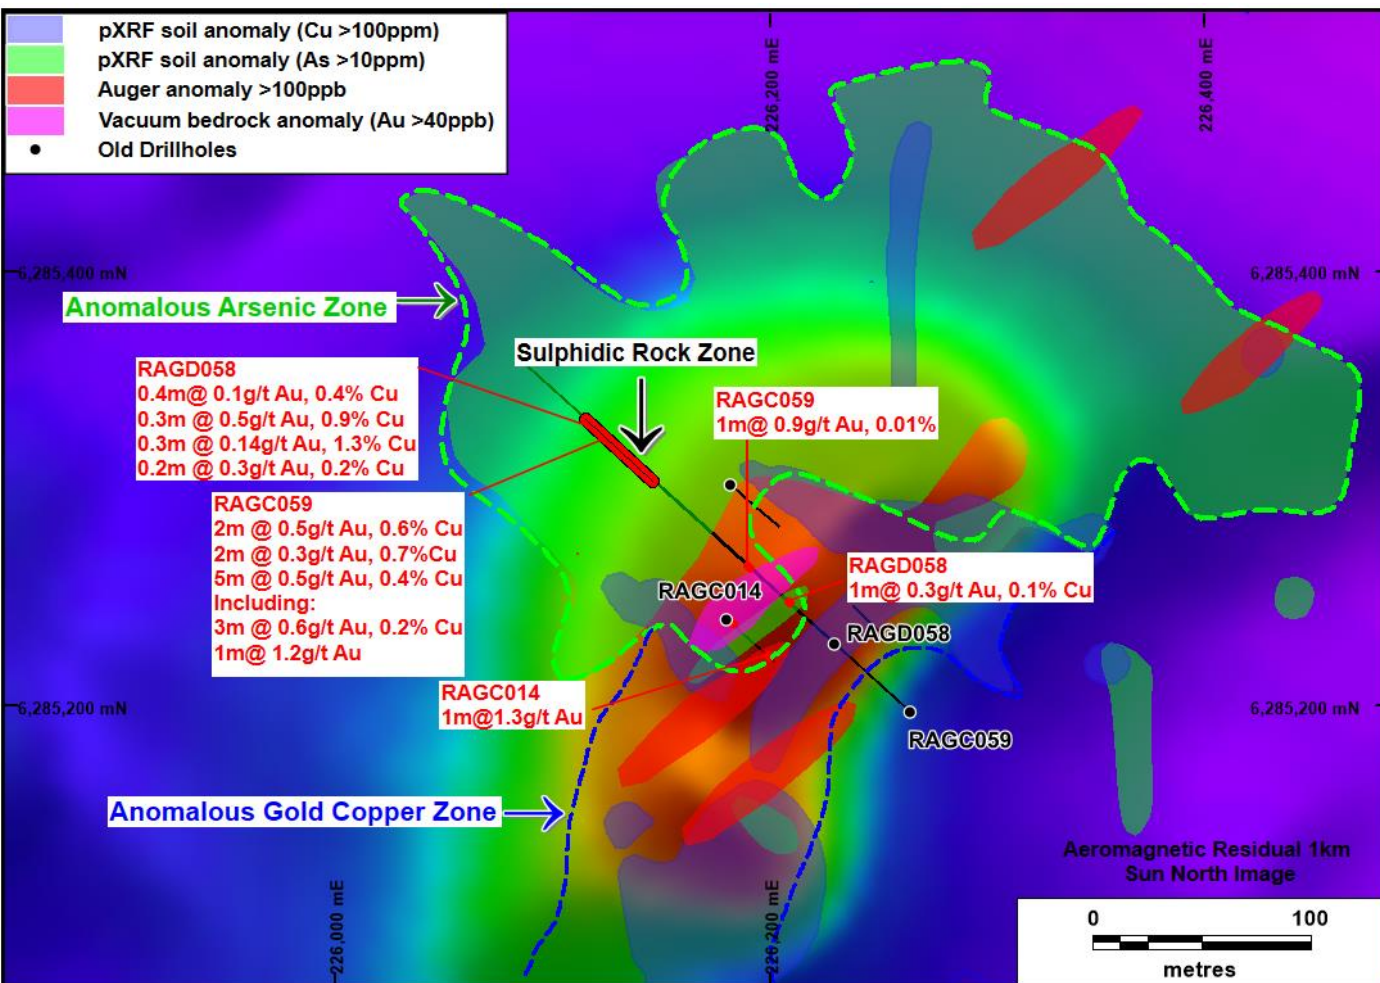 pXRF soil anomaly (Cu >100ppm)
pXRF soil anomaly (As >10ppm)
Auger anomaly >100ppb
Vacuum bedrock anomaly (Au >40ppb)
Old Drillholes
226,200 mE
226,400 mE
6,285,400 mN
6,285,400 mN
Anomalous Arsenic Zone
Sulphidic Rock Zone
RAGD058
0.4m@ 0.1g/t Au, 0.4% Cu
0.3m @ 0.5g/t Au, 0.9% Cu
0.3m @ 0.14g/t Au, 1.3% Cu
0.2m @ 0.3g/t Au, 0.2% Cu
RAGC059
1m@ 0.9g/t Au, 0.01%
RAGC059
2m @ 0.5g/t Au, 0.6% Cu
2m @ 0.3g/t Au, 0.7%Cu
5m @ 0.5g/t Au, 0.4% Cu
Including:
3m @ 0.6g/t Au, 0.2% Cu
1m@ 1.2g/t Au
RAGD058
1m@ 0.3g/t Au, 0.1% Cu
RAGC014
RAGD058
RAGC014
1m@1.3g/t Au
6,285,200 mN
6,285,200 mN
RAGC059
Anomalous Gold Copper Zone
Aeromagnetic Residual 1km
Sun North Image
226,000 mE
226,200 mE
0 100
metres